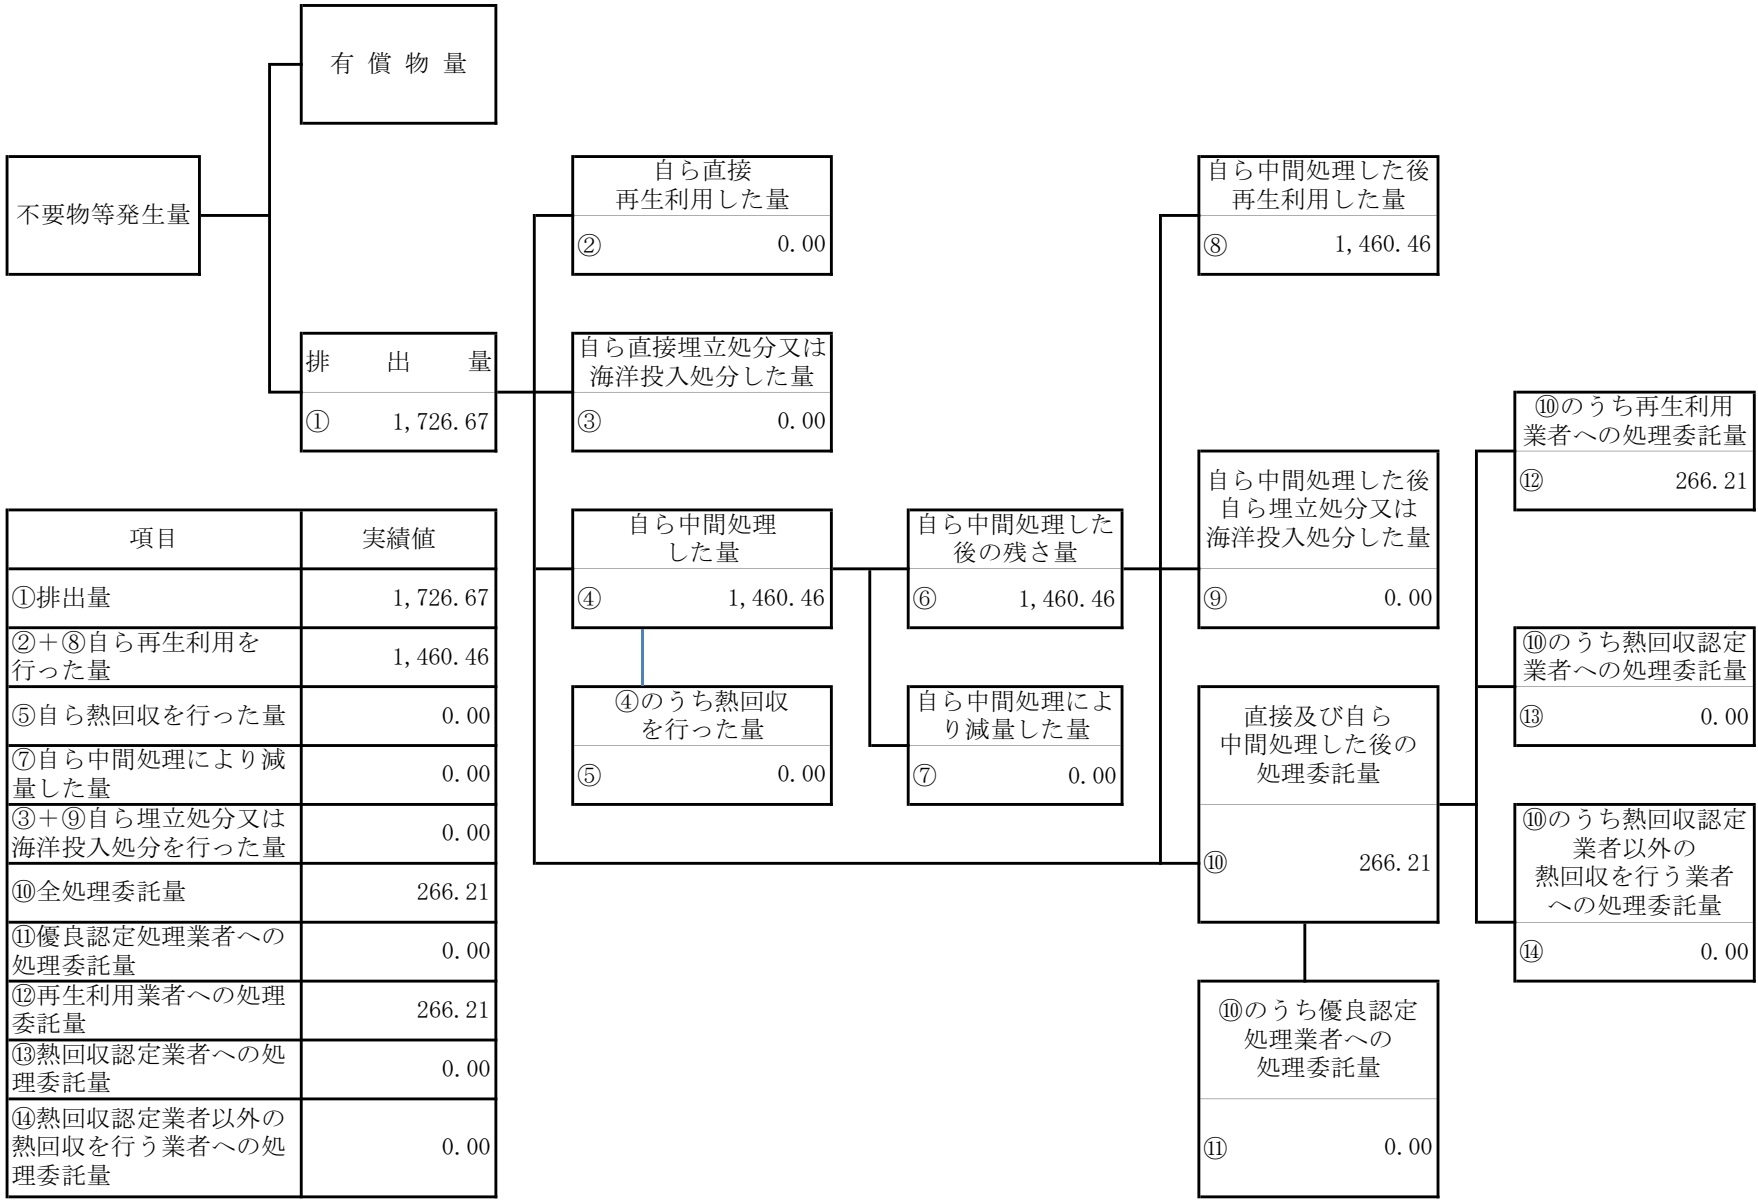 有償物量
不要物等発生量
排出量
① 1,726.67
自ら直接
再生利用した量
② 0.00
自ら直接埋立処分又は
海洋投入処分した量
③ 0.00
自ら中間処理
した量
④ 1,460.46
④のうち熱回収
を行った量
⑤ 0.00
自ら中間処理した
後の残さ量
⑥ 1,460.46
自ら中間処理によ
り減量した量
⑦ 0.00
自ら中間処理した後
再生利用した量
⑧ 1,460.46
自ら中間処理した後
自ら埋立処分又は
海洋投入処分した量
⑨ 0.00
直接及び自ら
中間処理した後の
処理委託量
⑩ 266.21
⑩のうち優良認定
処理業者への
処理委託量
⑪ 0.00
⑩のうち再生利用
業者への処理委託量
⑫ 266.21
⑩のうち熱回収認定
業者への処理委託量
⑬ 0.00
⑩のうち熱回収認定
業者以外の
熱回収を行う業者
への処理委託量
⑭ 0.00
項目 実績値
①排出量 1,726.67
②＋⑧自ら再生利用を
行った量 1,460.46
⑤自ら熱回収を行った量 0.00
⑦自ら中間処理により減
量した量 0.00
③＋⑨自ら埋立処分又は
海洋投入処分を行った量 0.00
⑩全処理委託量 266.21
⑪優良認定処理業者への
処理委託量 0.00
⑫再生利用業者への処理
委託量 266.21
⑬熱回収認定業者への処
理委託量 0.00
⑭熱回収認定業者以外の
熱回収を行う業者への処 0.00
理委託量